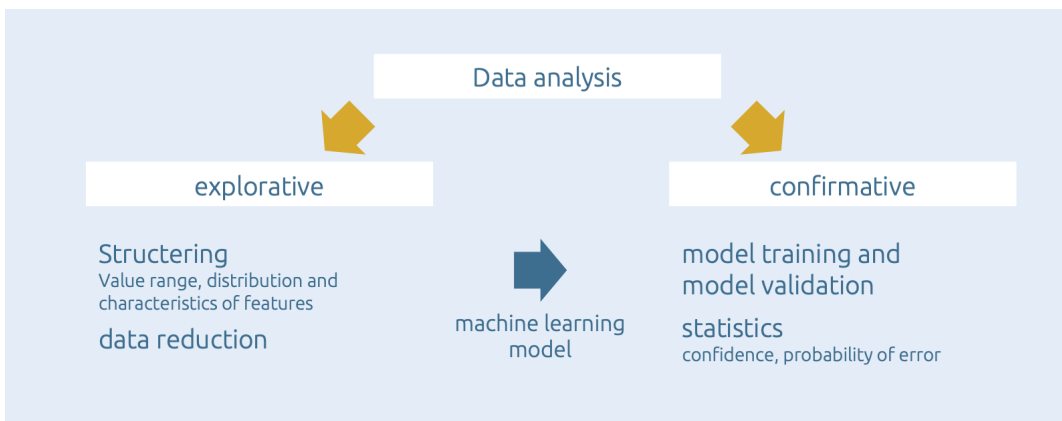 Data analysis
explorative
Structering
Value range, distribution and
characteristics of features
data reduction
machine learning
model
confirmative
model training and
model validation
statistics
confidence, probability of error